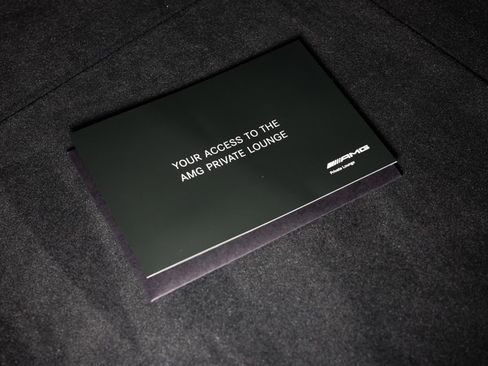 YOUR ACCESS TO THE
AMG PRIVATE LOUNGE
AMG
Private Lounge